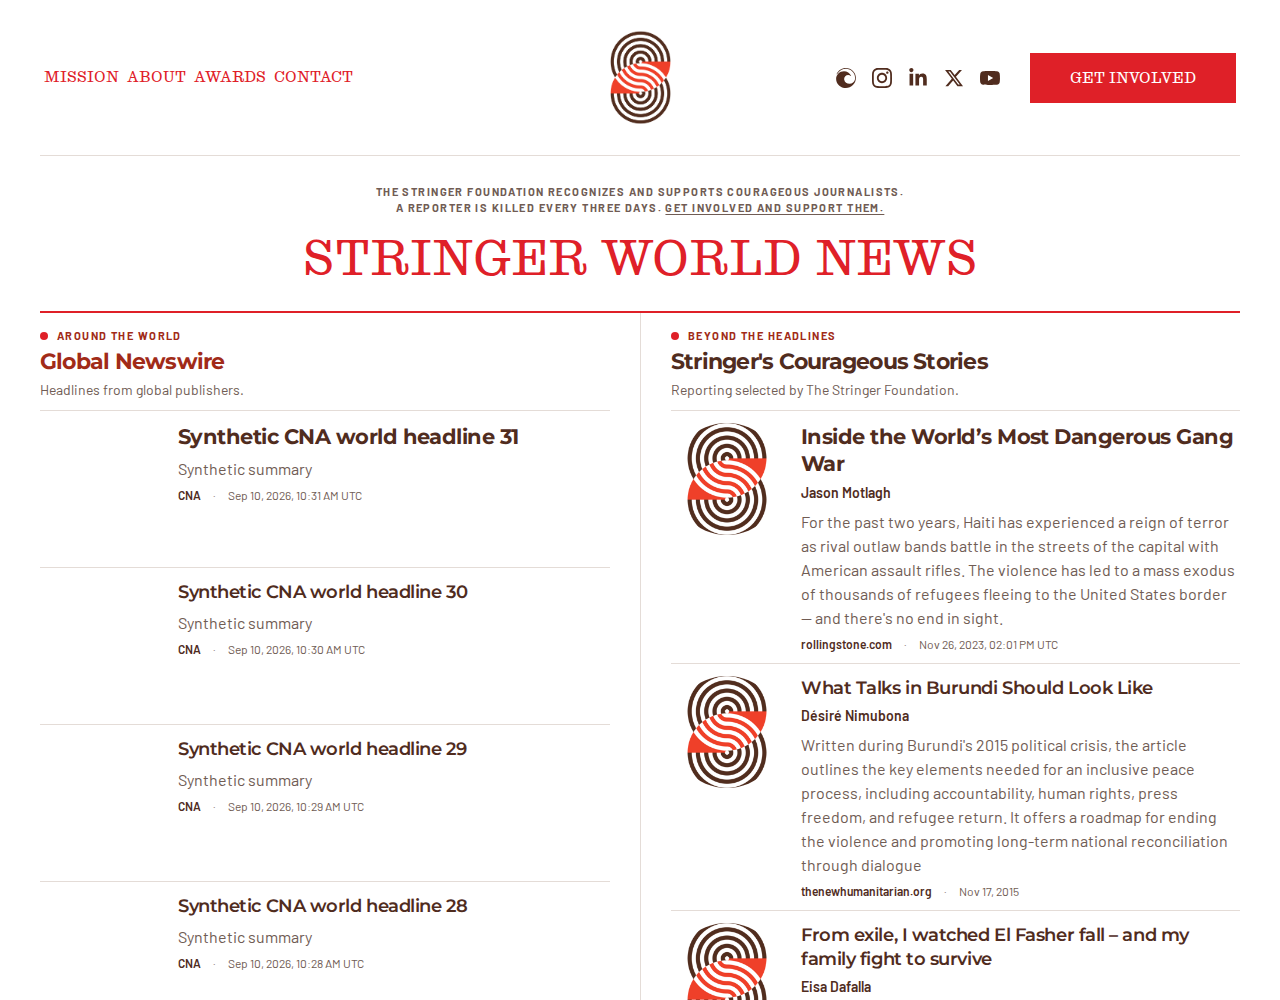 MISSION ABOUT AWARDS CONTACT
GET INVOLVED
THE STRINGER FOUNDATION RECOGNIZES AND SUPPORTS COURAGEOUS JOURNALISTS.
A REPORTER IS KILLED EVERY THREE DAYS. GET INVOLVED AND SUPPORT THEM.
STRINGER WORLD NEWS
AROUND THE WORLD
Global Newswire
Headlines from global publishers.
Synthetic CNA world headline 31
Synthetic summary
CNA · Sep 10, 2026, 10:31 AM UTC
Synthetic CNA world headline 30
Synthetic summary
CNA · Sep 10, 2026, 10:30 AM UTC
Synthetic CNA world headline 29
Synthetic summary
CNA · Sep 10, 2026, 10:29 AM UTC
Synthetic CNA world headline 28
Synthetic summary
CNA · Sep 10, 2026, 10:28 AM UTC
BEYOND THE HEADLINES
Stringer's Courageous Stories
Reporting selected by The Stringer Foundation.
Inside the World’s Most Dangerous Gang
War
Jason Motlagh
For the past two years, Haiti has experienced a reign of terror
as rival outlaw bands battle in the streets of the capital with
American assault rifles. The violence has led to a mass exodus
of thousands of refugees fleeing to the United States border
— and there's no end in sight.
rollingstone.com · Nov 26, 2023, 02:01 PM UTC
What Talks in Burundi Should Look Like
Désiré Nimubona
Written during Burundi's 2015 political crisis, the article
outlines the key elements needed for an inclusive peace
process, including accountability, human rights, press
freedom, and refugee return. It offers a roadmap for ending
the violence and promoting long-term national reconciliation
through dialogue
thenewhumanitarian.org · Nov 17, 2015
From exile, I watched El Fasher fall – and my
family fight to survive
Eisa Dafalla